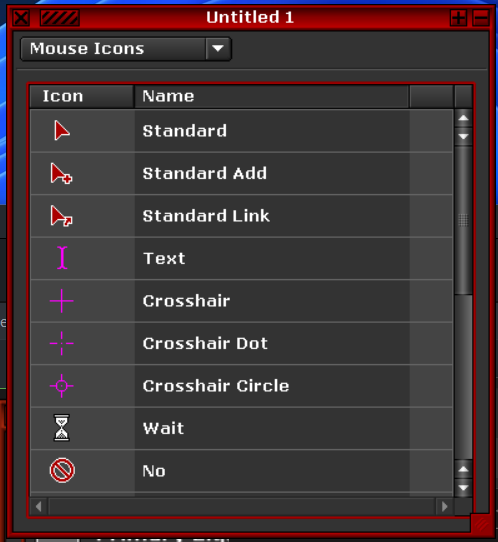 Untitled 1
Mouse Icons
Icon Name
Standard
Standard Add
Standard Link
Text
Crosshair
Crosshair Dot
Crosshair Circle
Wait
No